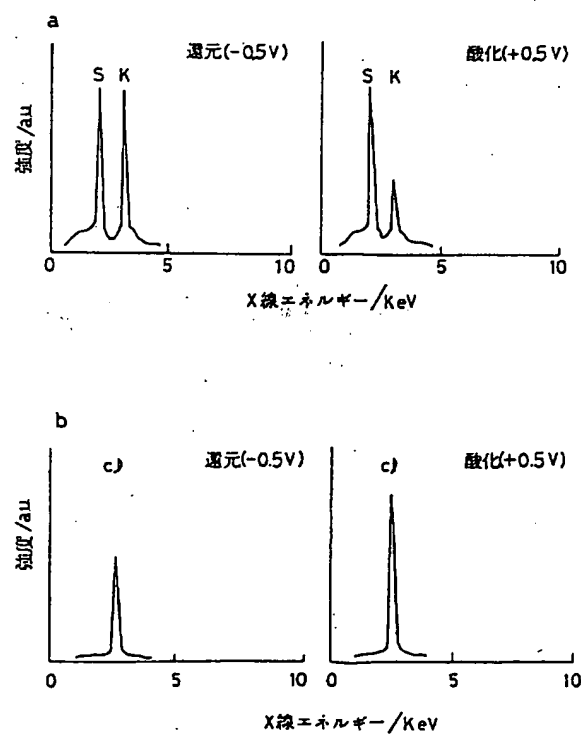 a
還元(-0.5V)
酸化(+0.5V)
S K
S K
強度/au
0 5 10
0 5 10
X線エネルギー/KeV
b
還元(-0.5V)
酸化(+0.5V)
cl
cl
強度/au
0 5 10
0 5 10
X線エネルギー/KeV